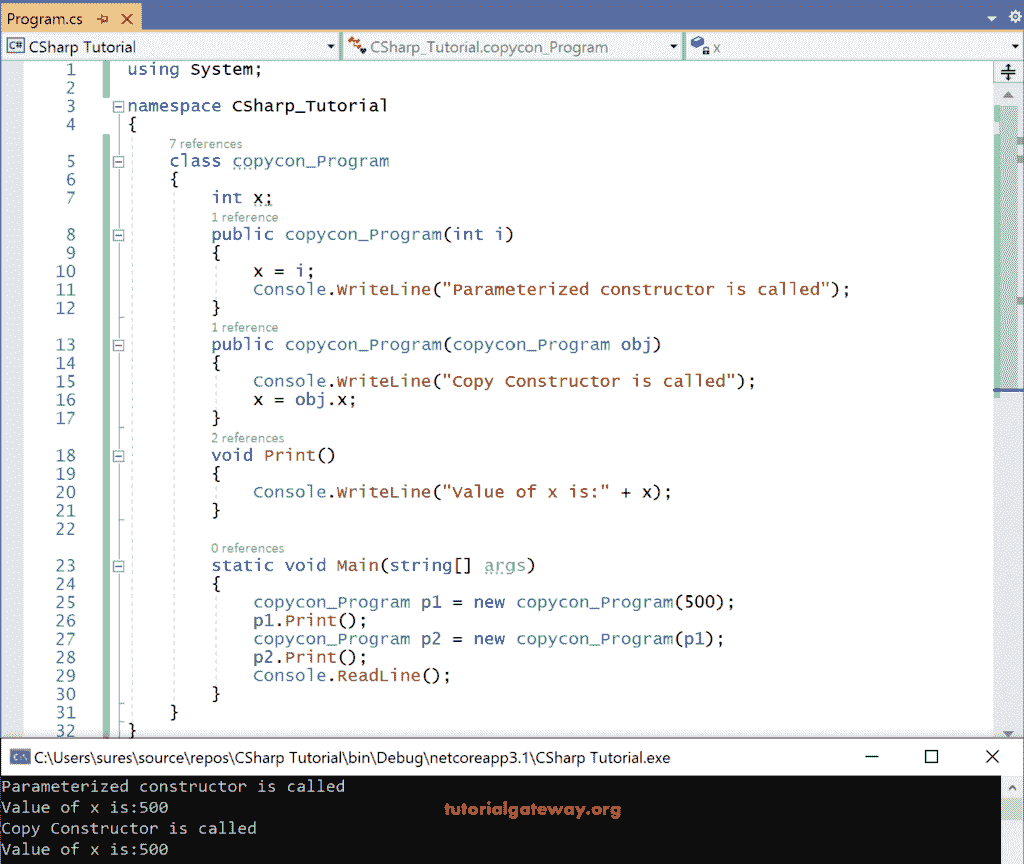 Program.cs
C# CSharp Tutorial CSharp_Tutorial.copycon_Program x
1 using System;
2
3 namespace CSharp_Tutorial
4 {
7 references
5 class copycon_Program
6 {
7 int x;
1 reference
8 public copycon_Program(int i)
9 {
10 x = i;
11 Console.WriteLine("Parameterized constructor is called");
12 }
1 reference
13 public copycon_Program(copycon_Program obj)
14 {
15 Console.WriteLine("Copy Constructor is called");
16 x = obj.x;
17 }
2 references
18 void Print()
19 {
20 Console.WriteLine("Value of x is:" + x);
21 }
22
0 references
23 static void Main(string[] args)
24 {
25 copycon_Program p1 = new copycon_Program(500);
26 p1.Print();
27 copycon_Program p2 = new copycon_Program(p1);
28 p2.Print();
29 Console.ReadLine();
30 }
31 }
32 }
C:\Users\sures\source\repos\CSharp Tutorial\bin\Debug\netcoreapp3.1\CSharp Tutorial.exe
Parameterized constructor is called
Value of x is:500
tutorialgateway.org
Copy Constructor is called
Value of x is:500